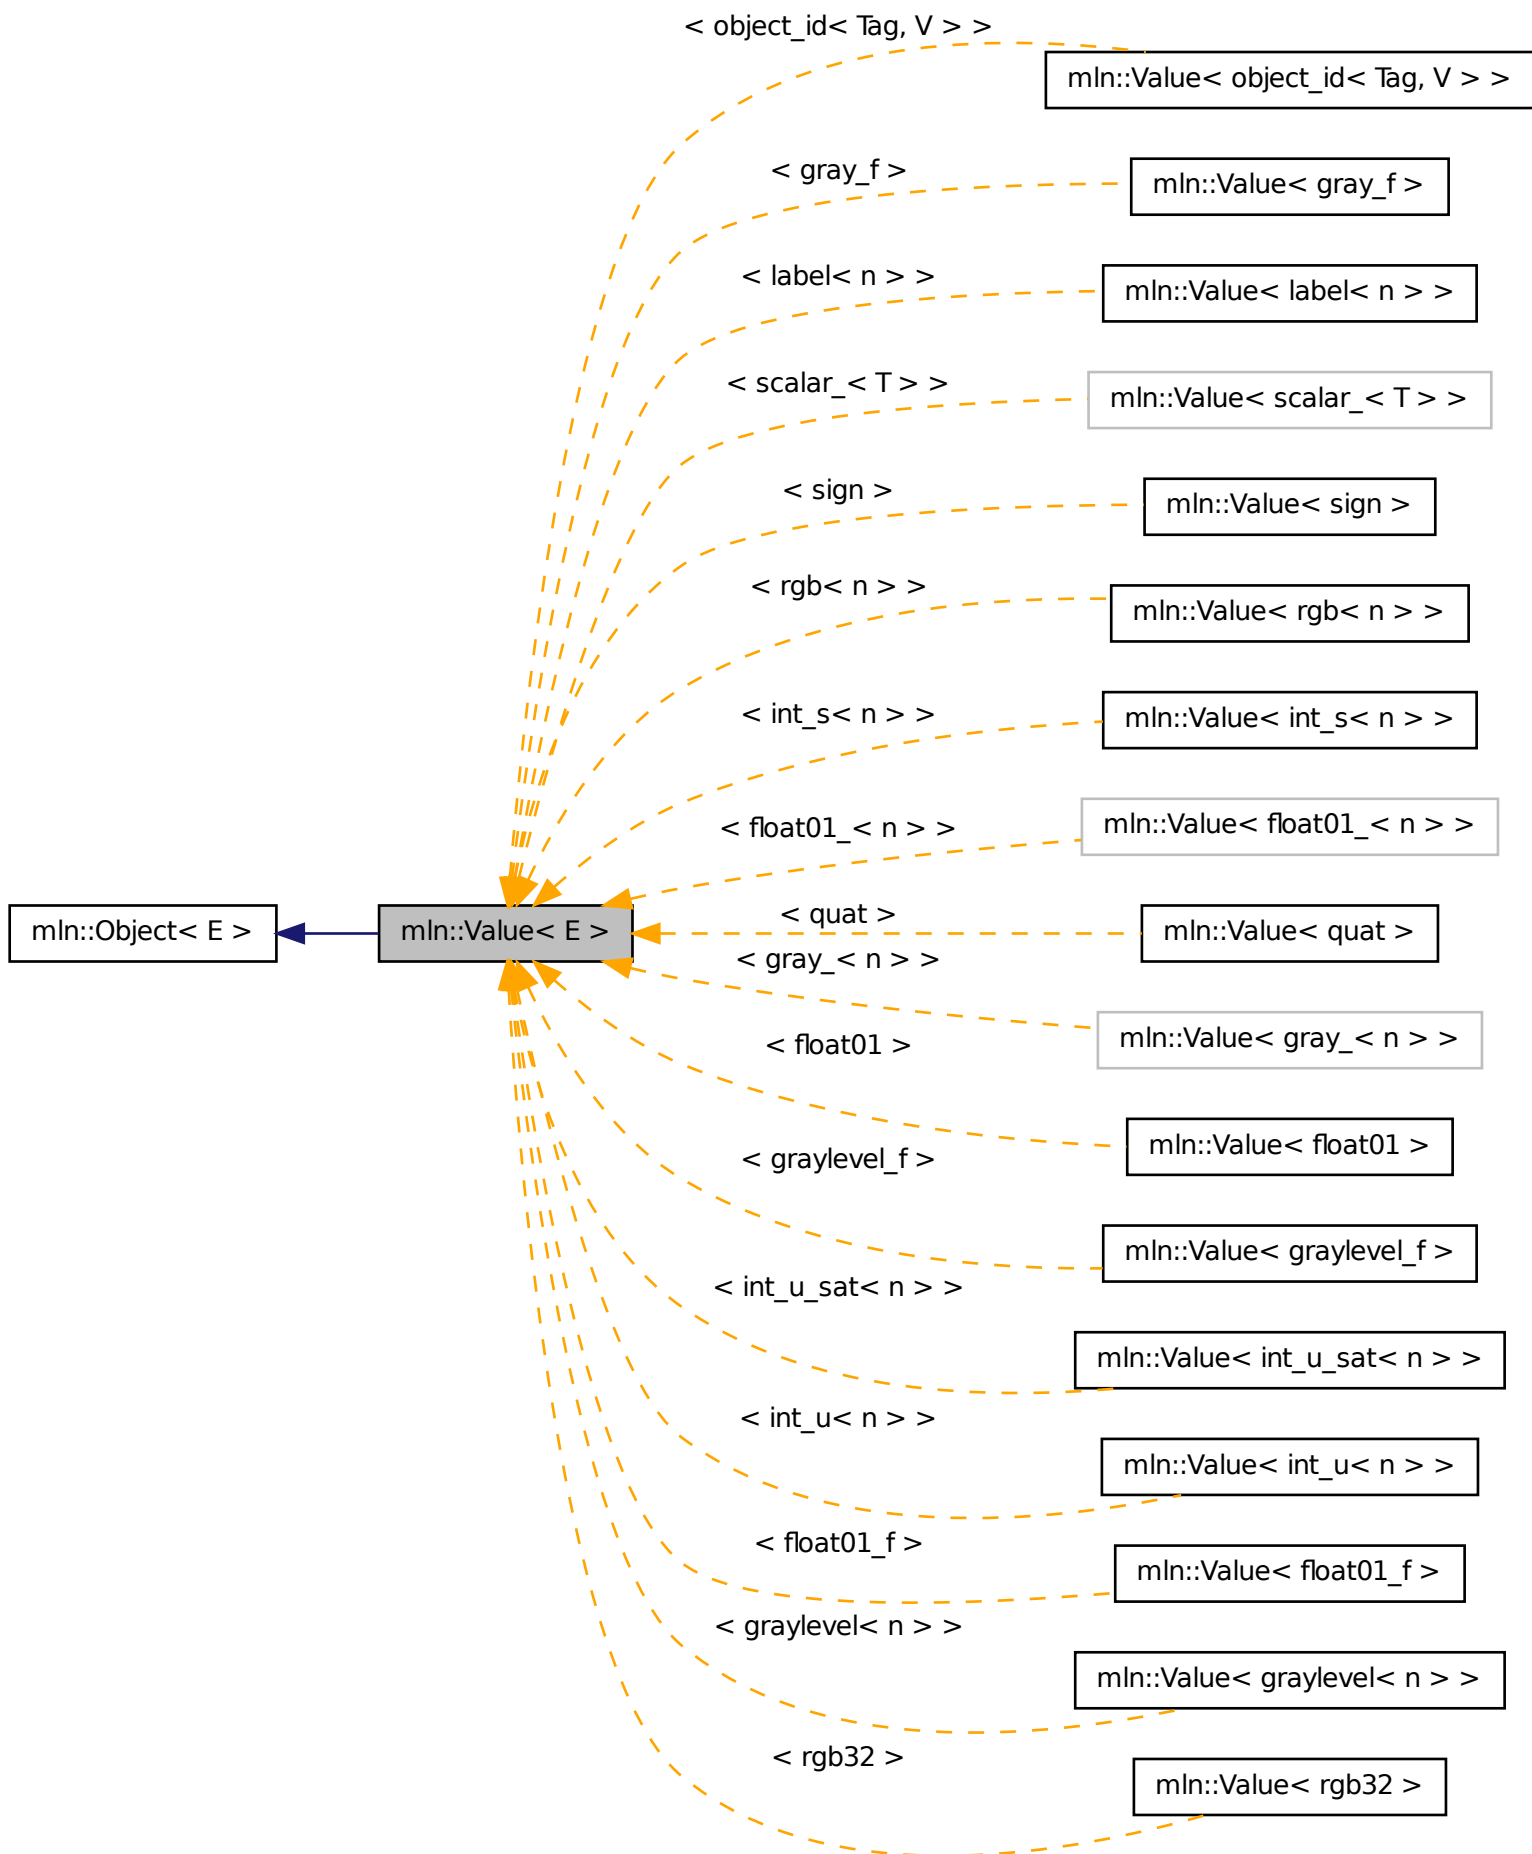 < object_id< Tag, V > >
mln::Value< object_id< Tag, V > >
< gray_f >
mln::Value< gray_f >
< label< n > >
mln::Value< label< n > >
< scalar_< T > >
mln::Value< scalar_< T > >
< sign >
mln::Value< sign >
< rgb< n > >
mln::Value< rgb< n > >
< int_s< n > >
mln::Value< int_s< n > >
< float01_< n > >
mln::Value< float01_< n > >
mln::Object< E >
mln::Value< E >
< quat >
mln::Value< quat >
< gray_< n > >
mln::Value< gray_< n > >
< float01 >
mln::Value< float01 >
< graylevel_f >
mln::Value< graylevel_f >
< int_u_sat< n > >
mln::Value< int_u_sat< n > >
< int_u< n > >
mln::Value< int_u< n > >
< float01_f >
mln::Value< float01_f >
< graylevel< n > >
mln::Value< graylevel< n > >
< rgb32 >
mln::Value< rgb32 >